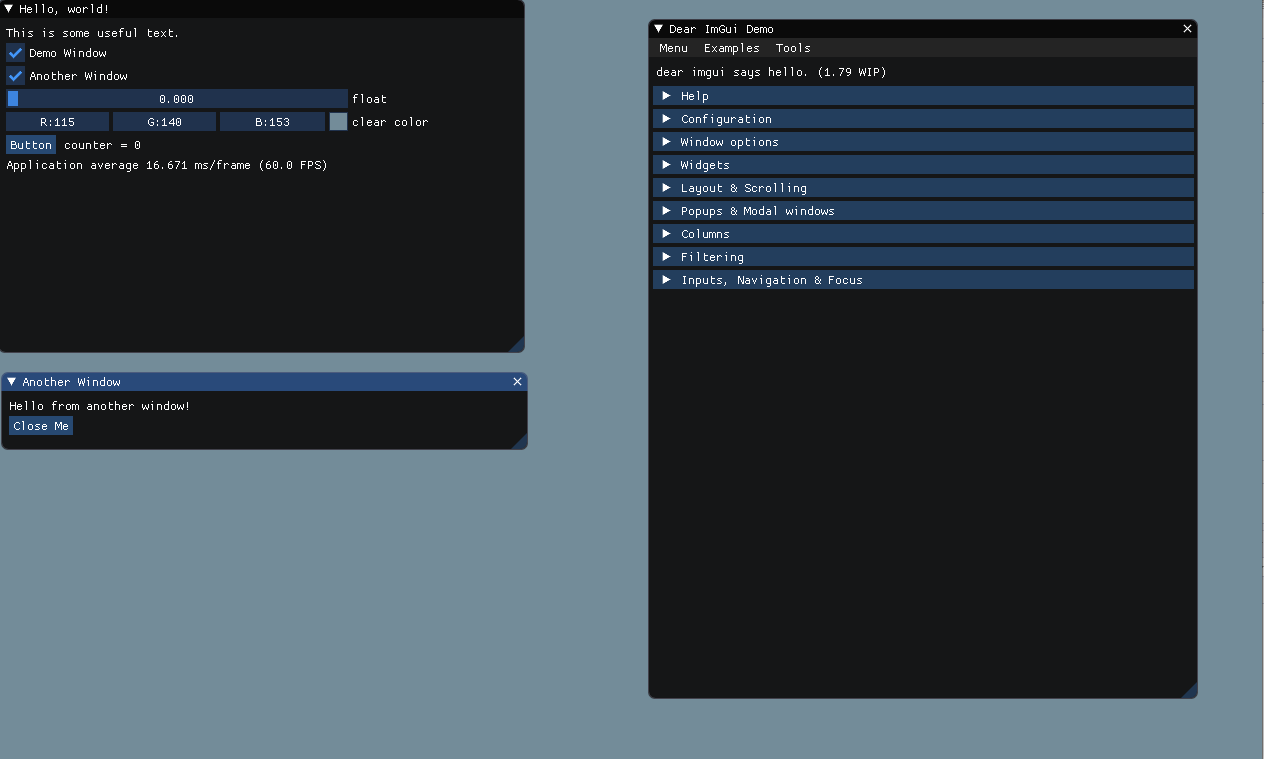 Hello, world!
This is some useful text.
Demo Window
Another Window
0.000 float
R:115 G:140 B:153 clear color
Button counter = 0
Application average 16.671 ms/frame (60.0 FPS)
Another Window
Hello from another window!
Close Me
Dear ImGui Demo
Menu Examples Tools
dear imgui says hello. (1.79 WIP)
Help
Configuration
Window options
Widgets
Layout & Scrolling
Popups & Modal windows
Columns
Filtering
Inputs, Navigation & Focus